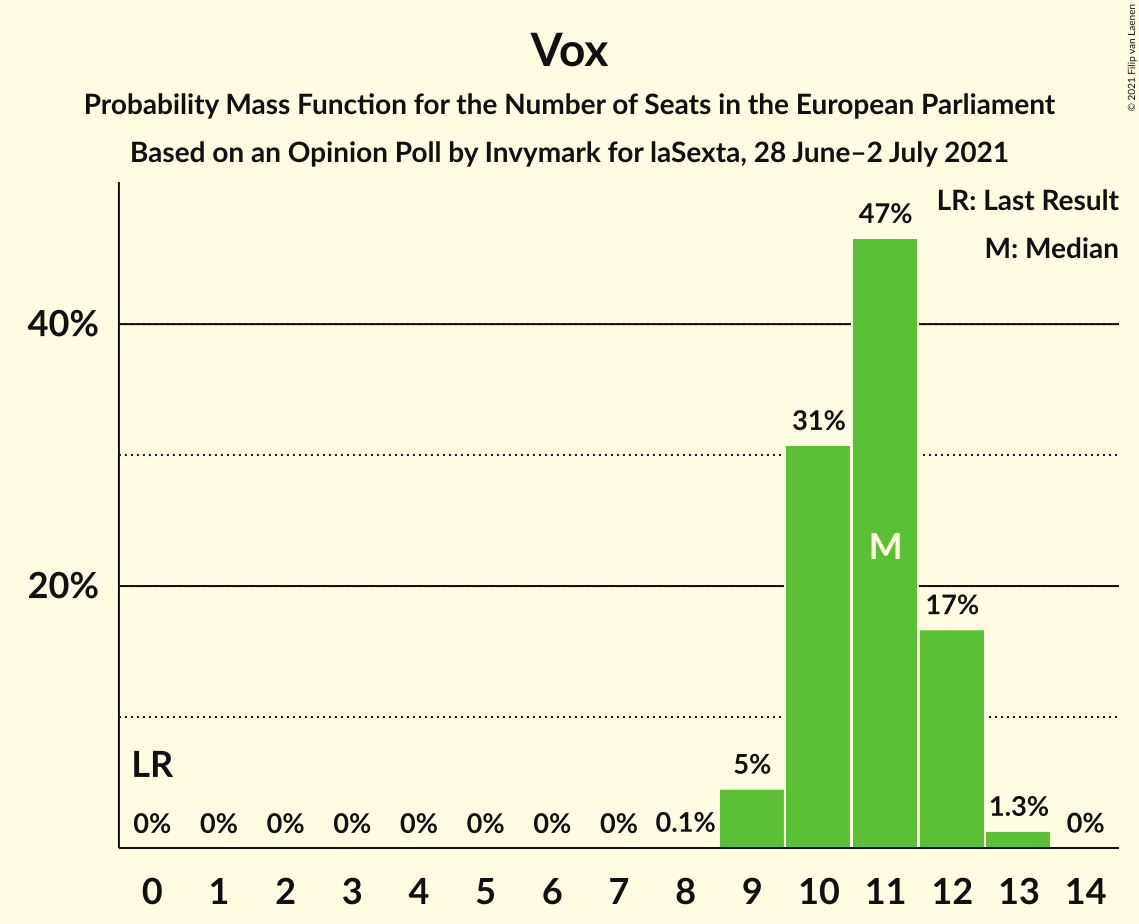 Vox
Probability Mass Function for the Number of Seats in the European Parliament
Based on an Opinion Poll by Invymark for laSexta, 28 June–2 July 2021
© 2021 Filip van Laenen
LR: Last Result
M: Median
47%
40%
31%
M
20%
17%
LR
5%
1.3%
0% 0% 0% 0% 0% 0% 0% 0% 0.1% 0%
0 1 2 3 4 5 6 7 8 9 10 11 12 13 14